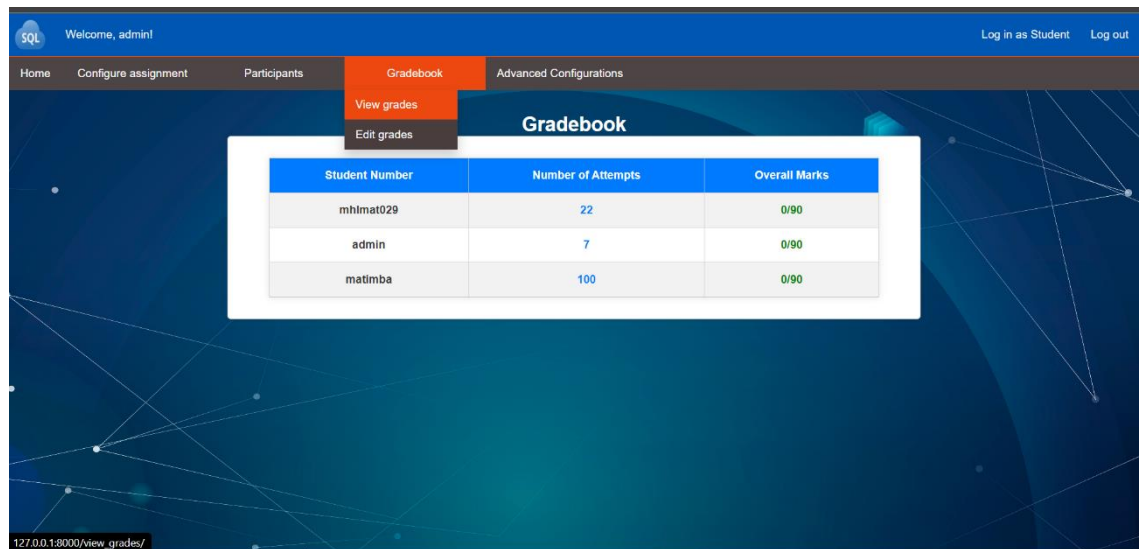 SQL Welcome, admin! Log in as Student Log out
Home Configure assignment Participants Gradebook Advanced Configurations
View grades
Edit grades
Gradebook
Student Number Number of Attempts Overall Marks
mhlmat029 22 0/90
admin 7 0/90
matimba 100 0/90
127.0.0.1:8000/view_grades/